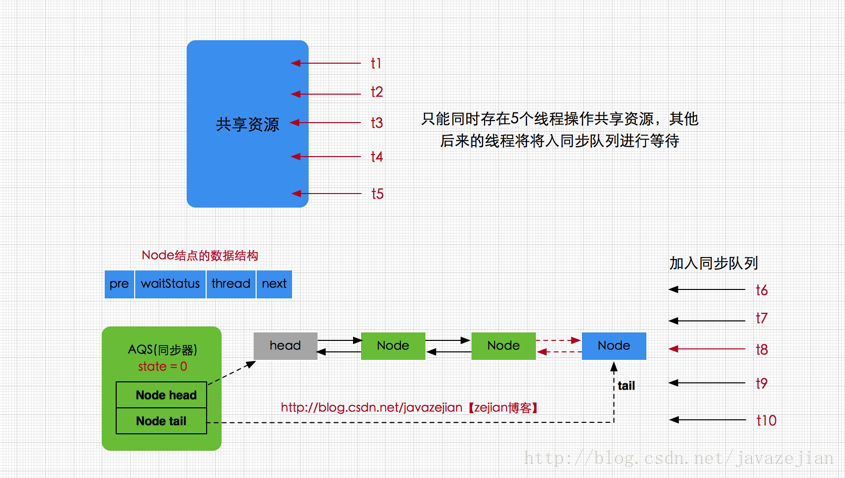 共享资源
t1
t2
t3
t4
t5
只能同时存在5个线程操作共享资源，其他
后来的线程将将入同步队列进行等待
Node结点的数据结构
pre waitStatus thread next
加入同步队列
t6
t7
t8
t9
t10
AQS(同步器)
state = 0
Node head
Node tail
head
Node
Node
Node
tail
http://blog.csdn.net/javazejian【zejian博客】
http://blog.csdn.net/javazejian